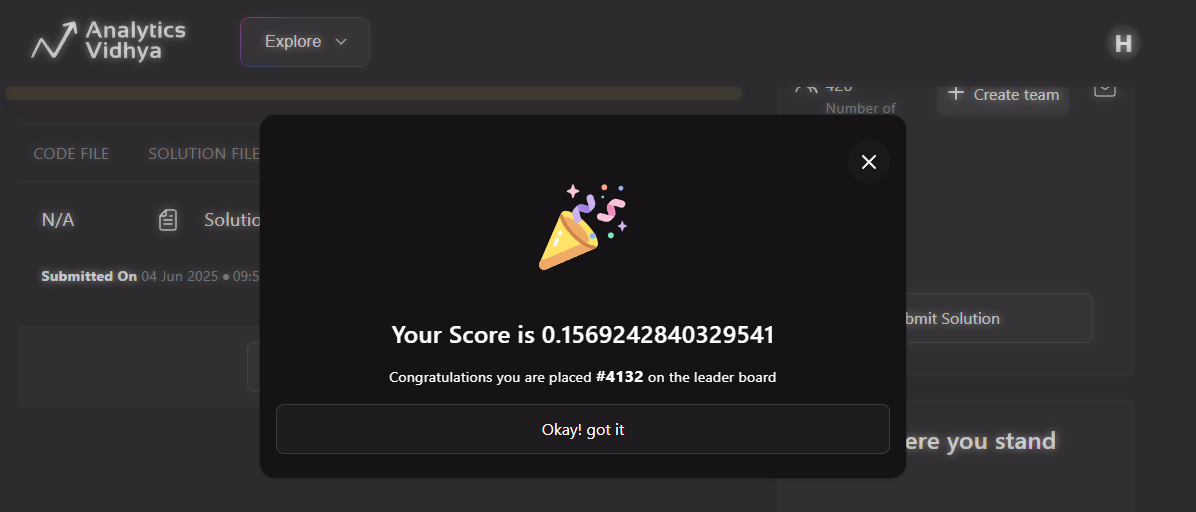 Analytics
Vidhya
Explore
H
Create team
Number of
CODE FILE
SOLUTION FILE
N/A
Submitted On 04 Jun 2025 ● 09:5
Your Score is 0.1569242840329541
Congratulations you are placed #4132 on the leader board
Okay! got it
bmit Solution
ere you stand